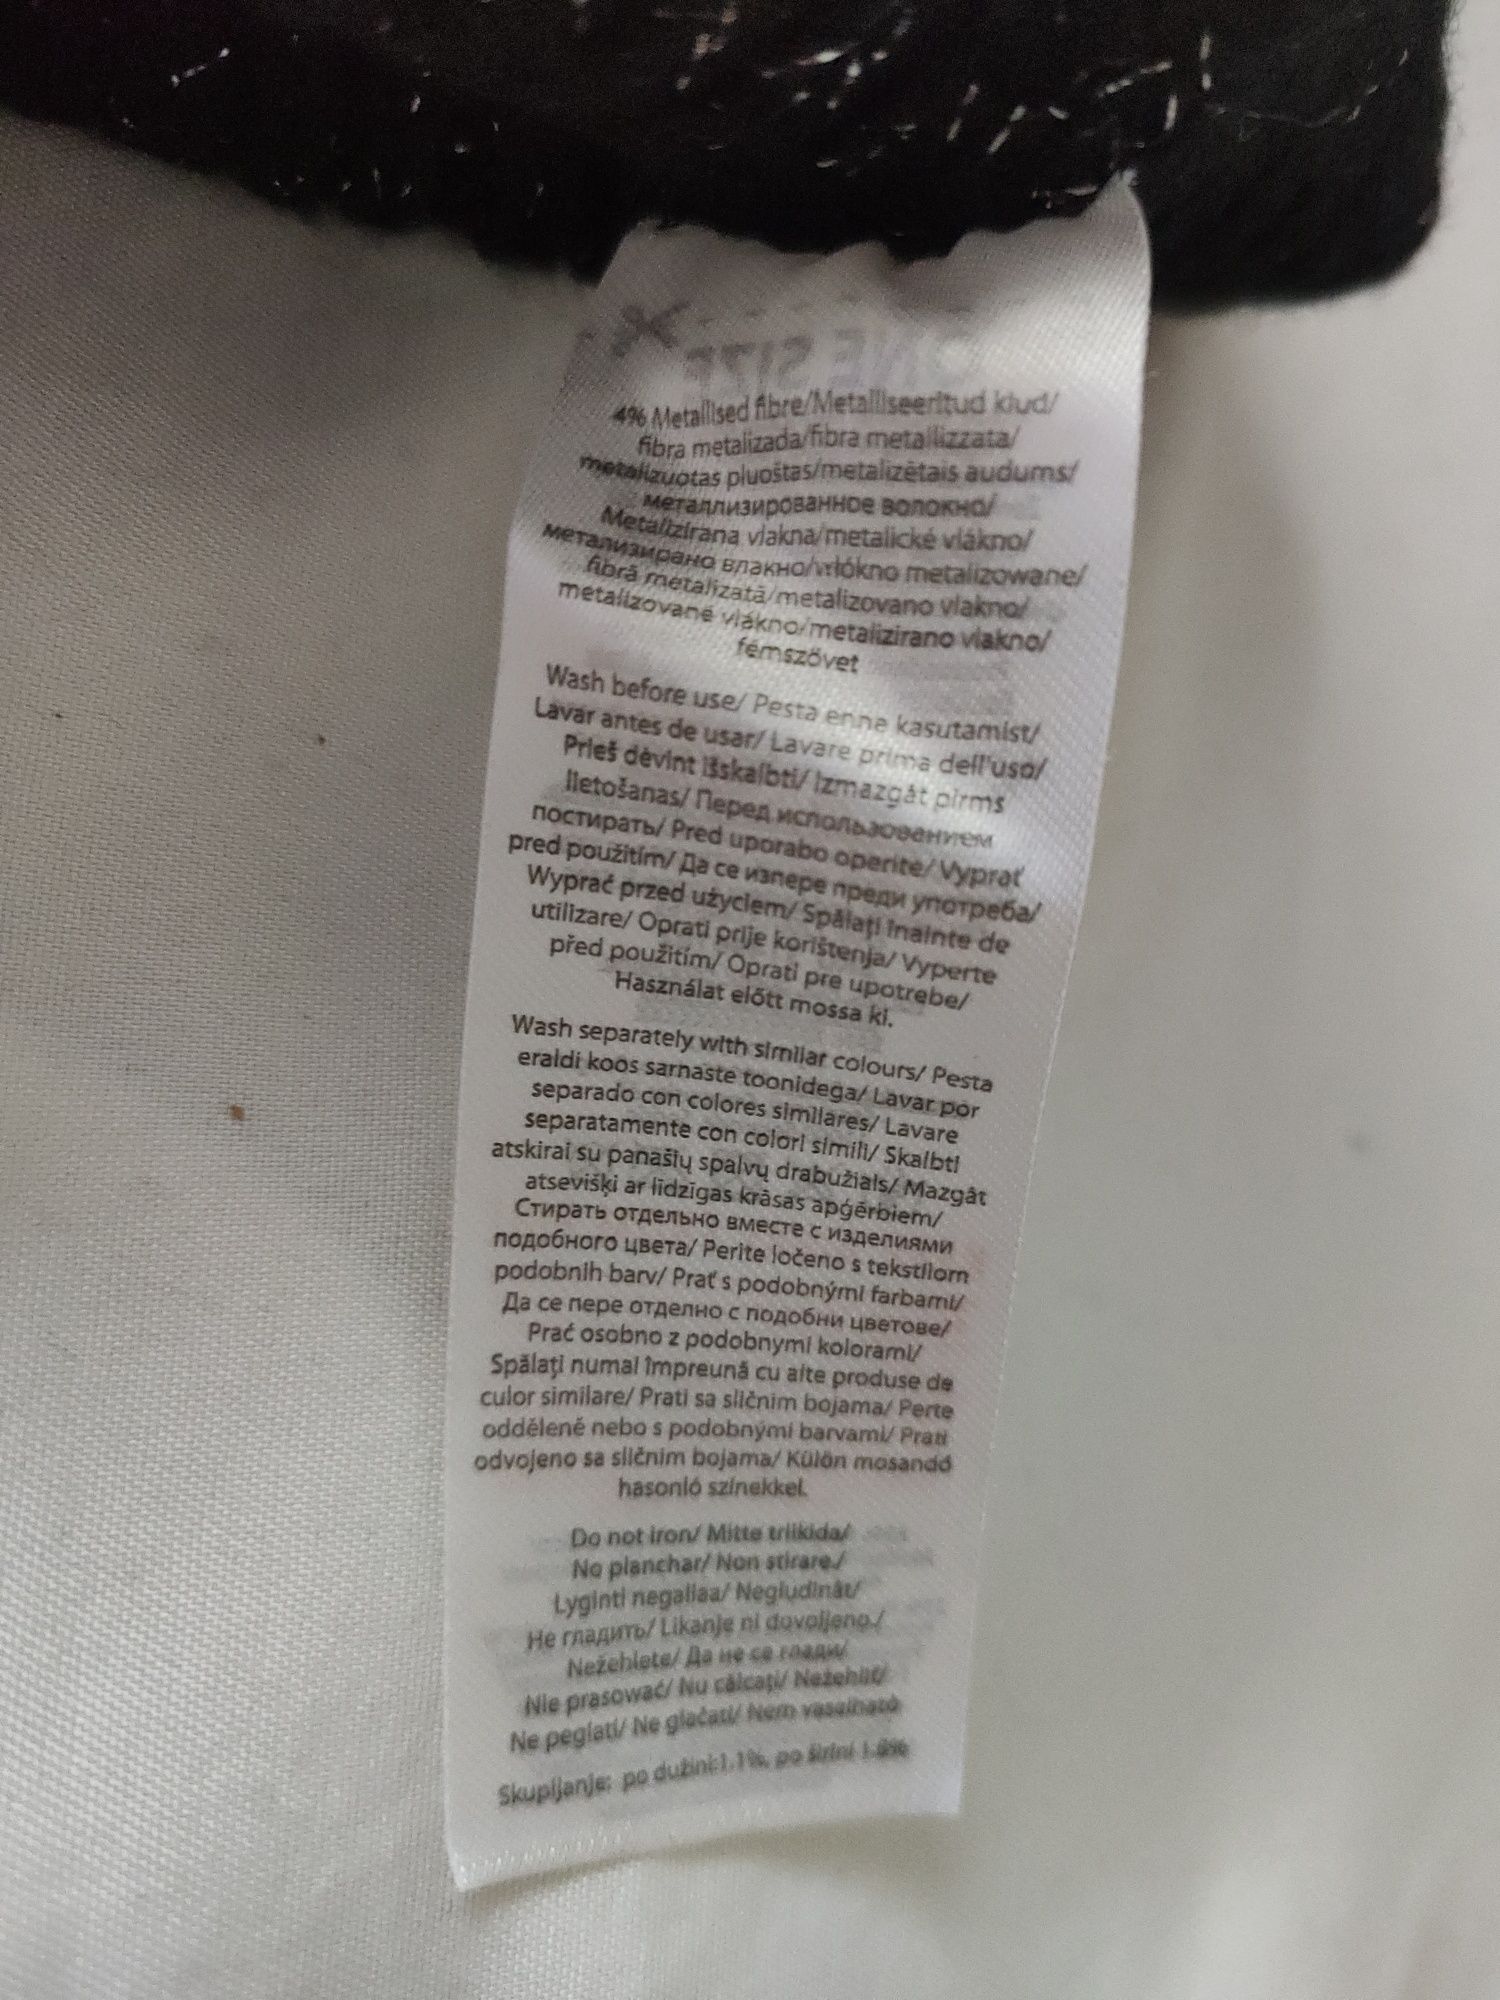 ONE SIZE
4% Metallised fibre/Metalliseeritud kiud/
fibra metalizada/fibra metallizzata/
metalizuotas pluoštas/metalizētais audums/
металлизированное волокно/
Metalizirana vlakna/metalické vlákno/
метализирано влакно/włókno metalizowane/
fibră metalizată/metalizovano vlakno/
metalizované vlákno/metalizirano vlakno/
fémszövet
Wash before use/ Pesta enne kasutamist/
Lavar antes de usar/ Lavare prima dell'uso/
Prieš dėvint išskalbti/ Izmazgāt pirms
lietošanas/ Перед использованием
постирать/ Pred uporabo operite/ Vyprať
pred použitím/ Да се изпере преди употреба/
Wyprać przed użyciem/ Spălați înainte de
utilizare/ Oprati prije korištenja/ Vyperte
před použitím/ Oprati pre upotrebe/
Használat előtt mossa ki.
Wash separately with similar colours/ Pesta
eraldi koos sarnaste toonidega/ Lavar por
separado con colores similares/ Lavare
separatamente con colori simili/ Skalbti
atskirai su panašių spalvų drabužiais/ Mazgāt
atsevišķi ar līdzīgas krāsas apģērbiem/
Стирать отдельно вместе с изделиями
подобного цвета/ Perite ločeno s tekstilom
podobnih barv/ Prať s podobnými farbami/
Да се пере отделно с подобни цветове/
Prać osobno z podobnymi kolorami/
Spălați numai împreună cu alte produse de
culor similare/ Prati sa sličnim bojama/ Perte
odděleně nebo s podobnými barvami/ Prati
odvojeno sa sličnim bojama/ Külön mosandó
hasonló színekkel.
Do not iron/ Mitte triikida/
No planchar/ Non stirare./
Lyginti negaliaa/ Negludināt/
Не гладить/ Likanje ni dovoljeno./
Nežehlete/ Да не се глади/
Nie prasować/ Nu călcați/ Nežehlit/
Ne peglati/ Ne glačati/ Nem vasalható
Skupljanje: po dužini:1.1%, po širini 1.8%